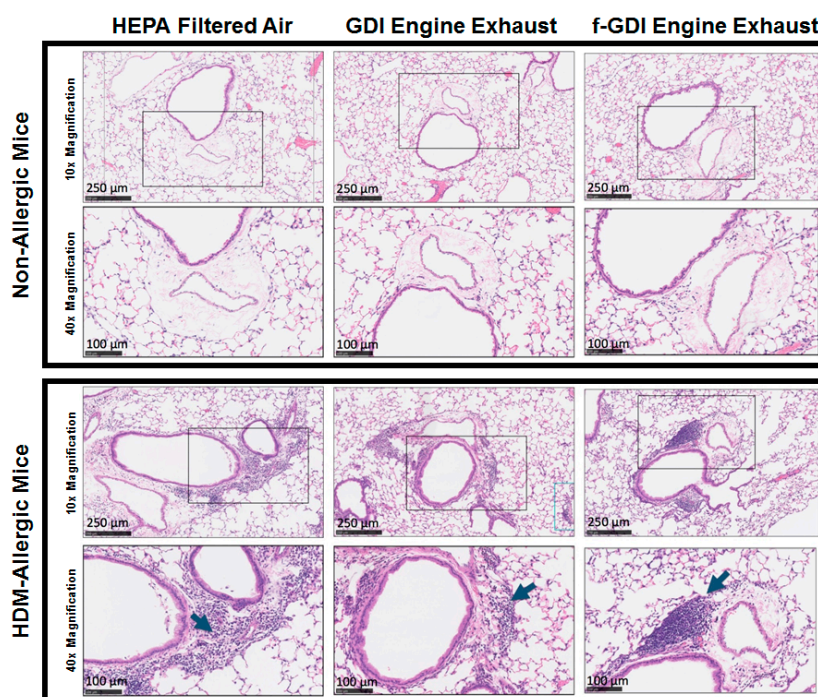 HEPA Filtered Air
GDI Engine Exhaust
f-GDI Engine Exhaust
Non-Allergic Mice
10x Magnification
250 µm
250 µm
250 µm
40x Magnification
100 µm
100 µm
100 µm
HDM-Allergic Mice
10x Magnification
250 µm
250 µm
250 µm
40x Magnification
100 µm
100 µm
100 µm